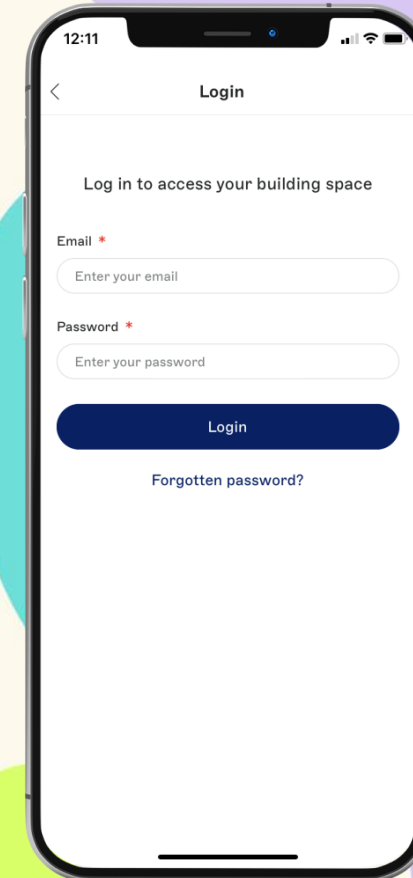 12:11
Login
Log in to access your building space
Email *
Enter your email
Password *
Enter your password
Login
Forgotten password?